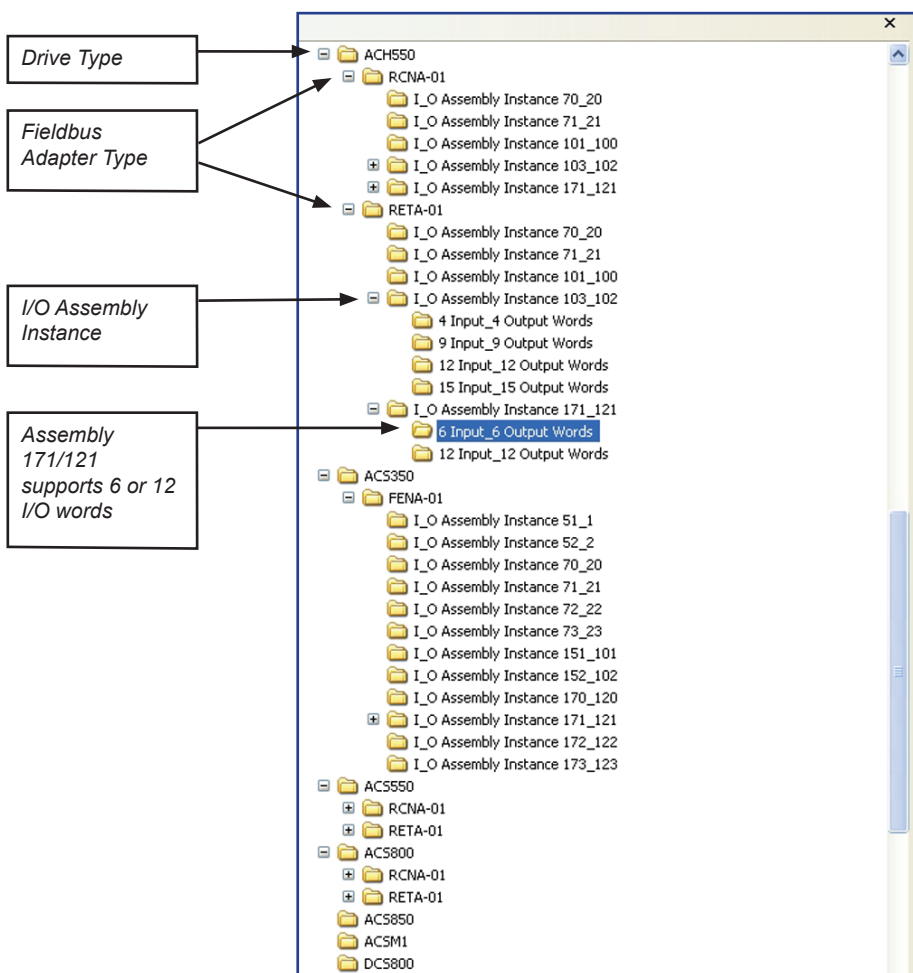 Drive Type
Fieldbus
Adapter Type
I/O Assembly
Instance
Assembly
171/121
supports 6 or 12
I/O words
ACH550
RCNA-01
I_O Assembly Instance 70_20
I_O Assembly Instance 71_21
I_O Assembly Instance 101_100
I_O Assembly Instance 103_102
I_O Assembly Instance 171_121
RETA-01
I_O Assembly Instance 70_20
I_O Assembly Instance 71_21
I_O Assembly Instance 101_100
I_O Assembly Instance 103_102
4 Input_4 Output Words
9 Input_9 Output Words
12 Input_12 Output Words
15 Input_15 Output Words
I_O Assembly Instance 171_121
6 Input_6 Output Words
12 Input_12 Output Words
ACS350
FENA-01
I_O Assembly Instance 51_1
I_O Assembly Instance 52_2
I_O Assembly Instance 70_20
I_O Assembly Instance 71_21
I_O Assembly Instance 72_22
I_O Assembly Instance 73_23
I_O Assembly Instance 151_101
I_O Assembly Instance 152_102
I_O Assembly Instance 170_120
I_O Assembly Instance 171_121
I_O Assembly Instance 172_122
I_O Assembly Instance 173_123
ACS550
RCNA-01
RETA-01
ACS800
RCNA-01
RETA-01
ACS850
ACSM1
DCS800